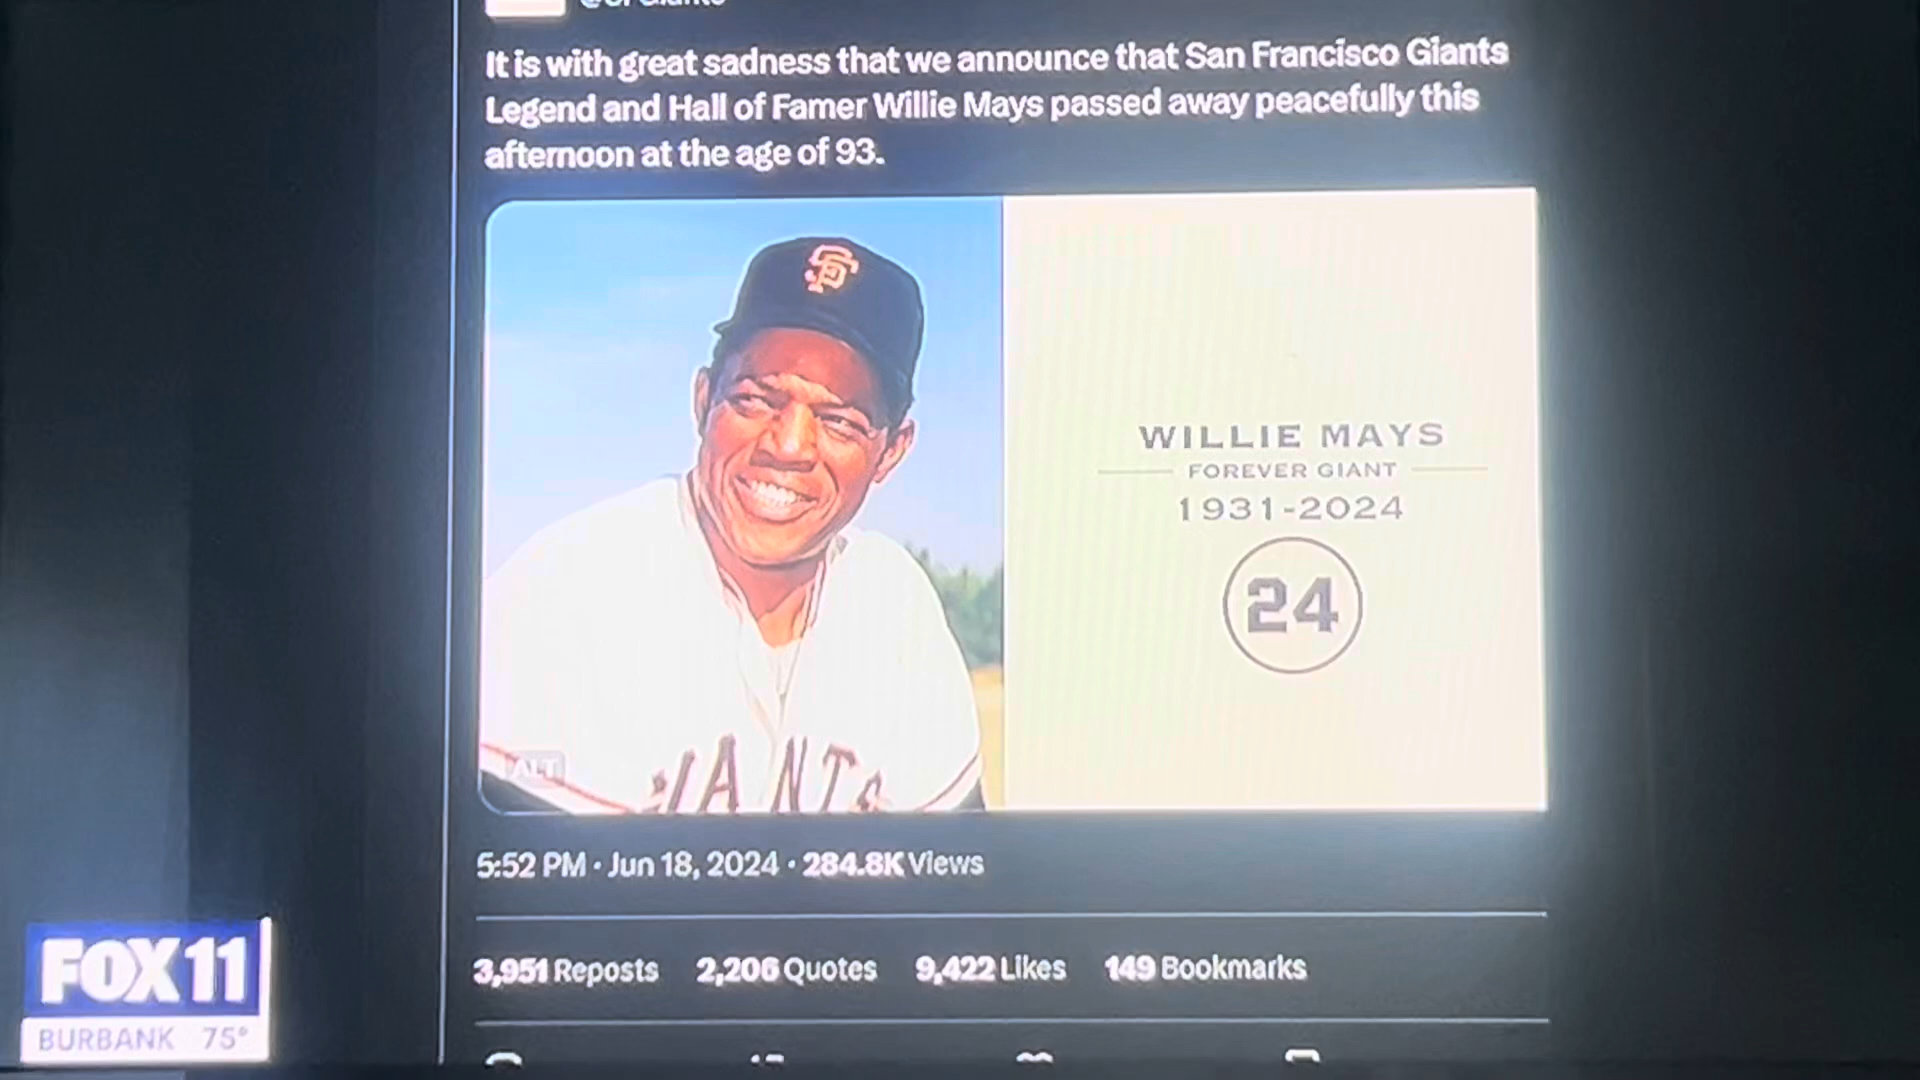 It is with great sadness that we announce that San Francisco Giants
Legend and Hall of Famer Willie Mays passed away peacefully this
afternoon at the age of 93.
SF
WILLIE MAYS
FOREVER GIANT
1931-2024
24
ALT
GIANTS
5:52 PM · Jun 18, 2024 · 284.8K Views
3,951 Reposts 2,206 Quotes 9,422 Likes 149 Bookmarks
FOX 11
BURBANK 75°